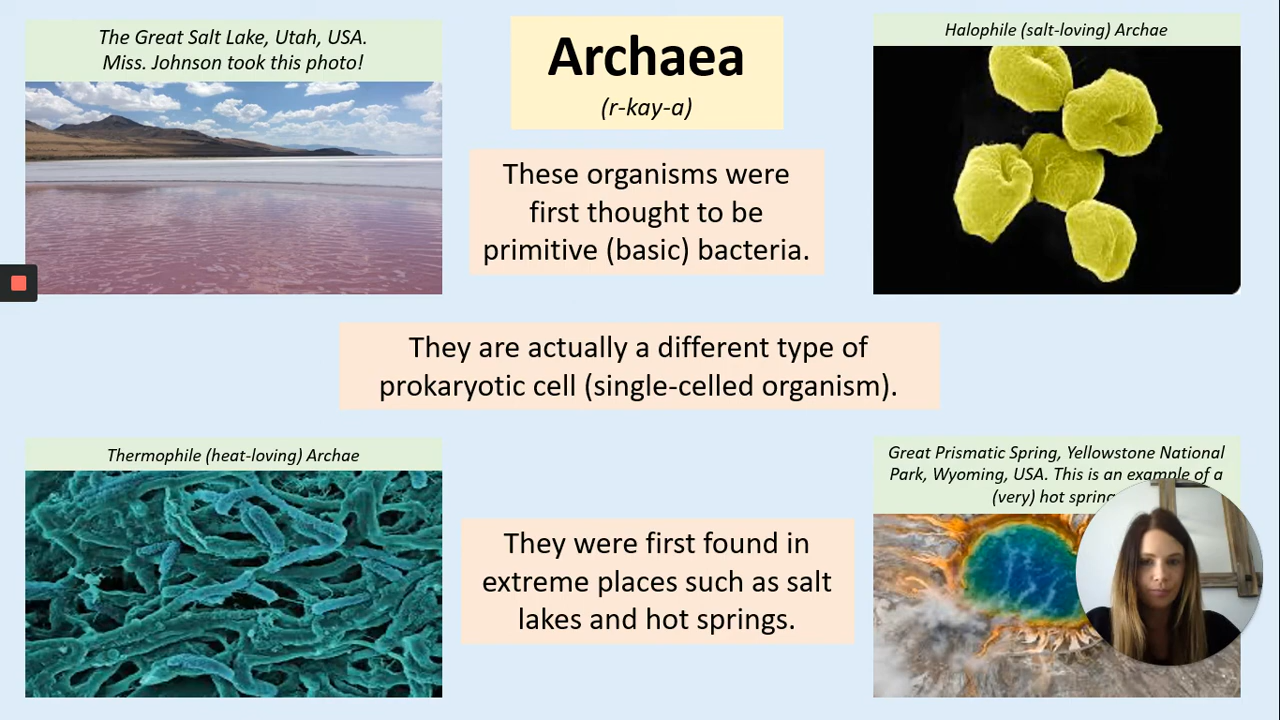 The Great Salt Lake, Utah, USA.
Miss. Johnson took this photo!
Archaea
(r-kay-a)
Halophile (salt-loving) Archae
These organisms were
first thought to be
primitive (basic) bacteria.
They are actually a different type of
prokaryotic cell (single-celled organism).
Thermophile (heat-loving) Archae
Great Prismatic Spring, Yellowstone National
Park, Wyoming, USA. This is an example of a
(very) hot spring
They were first found in
extreme places such as salt
lakes and hot springs.